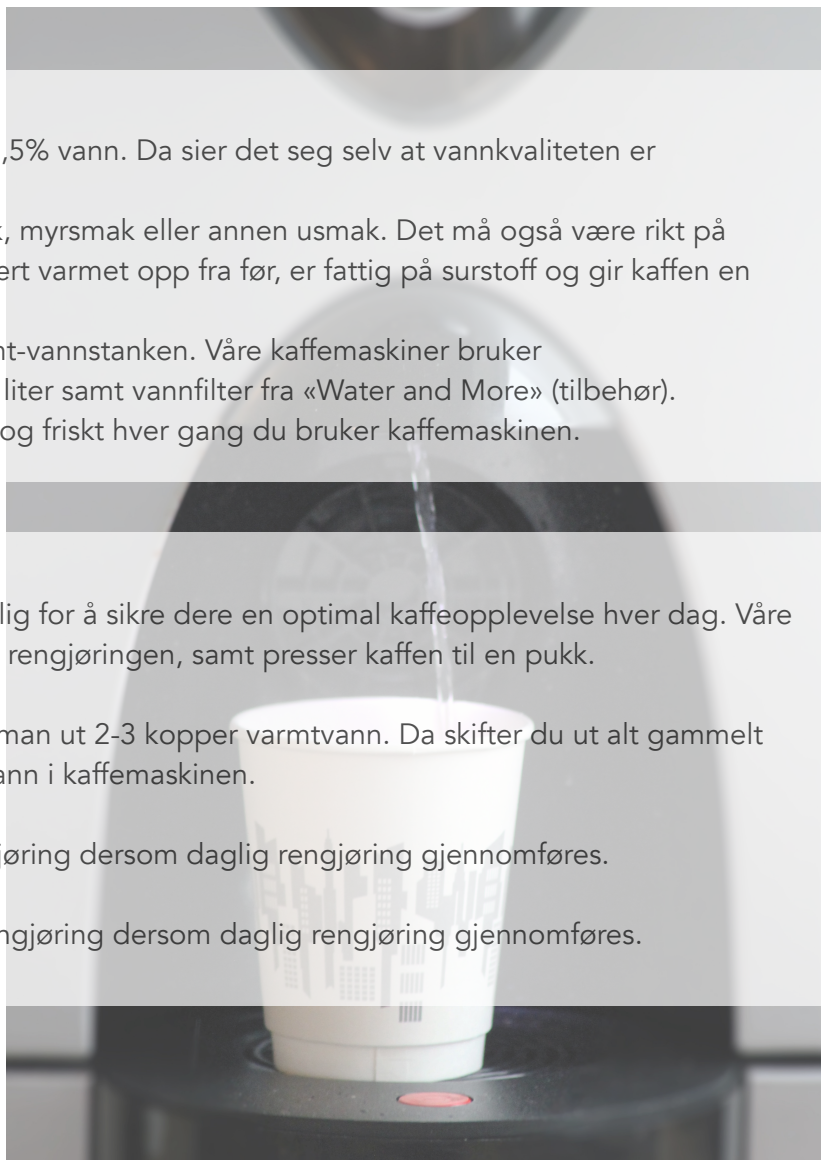 ,5% vann. Da sier det seg selv at vannkvaliteten er
, myrsmak eller annen usmak. Det må også være rikt på
ert varmet opp fra før, er fattig på surstoff og gir kaffen en
nt-vannstanken. Våre kaffemaskiner bruker
liter samt vannfilter fra «Water and More» (tilbehør).
og friskt hver gang du bruker kaffemaskinen.
lig for å sikre dere en optimal kaffeopplevelse hver dag. Våre
rengjøringen, samt presser kaffen til en pukk.
man ut 2-3 kopper varmtvann. Da skifter du ut alt gammelt
ann i kaffemaskinen.
jøring dersom daglig rengjøring gjennomføres.
ngjøring dersom daglig rengjøring gjennomføres.